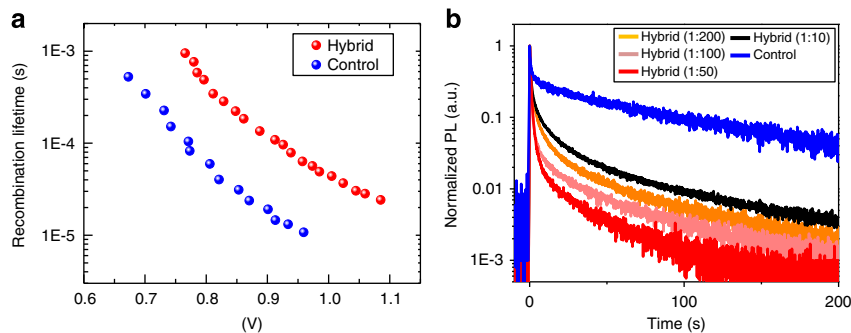 a
Recombination lifetime (s)
1E-3
1E-4
1E-5
0.6 0.7 0.8 0.9 1.0 1.1
(V)
Hybrid
Control
b
Normalized PL (a.u.)
1
0.1
0.01
1E-3
0 100 200
Time (s)
Hybrid (1:200)
Hybrid (1:100)
Hybrid (1:50)
Hybrid (1:10)
Control